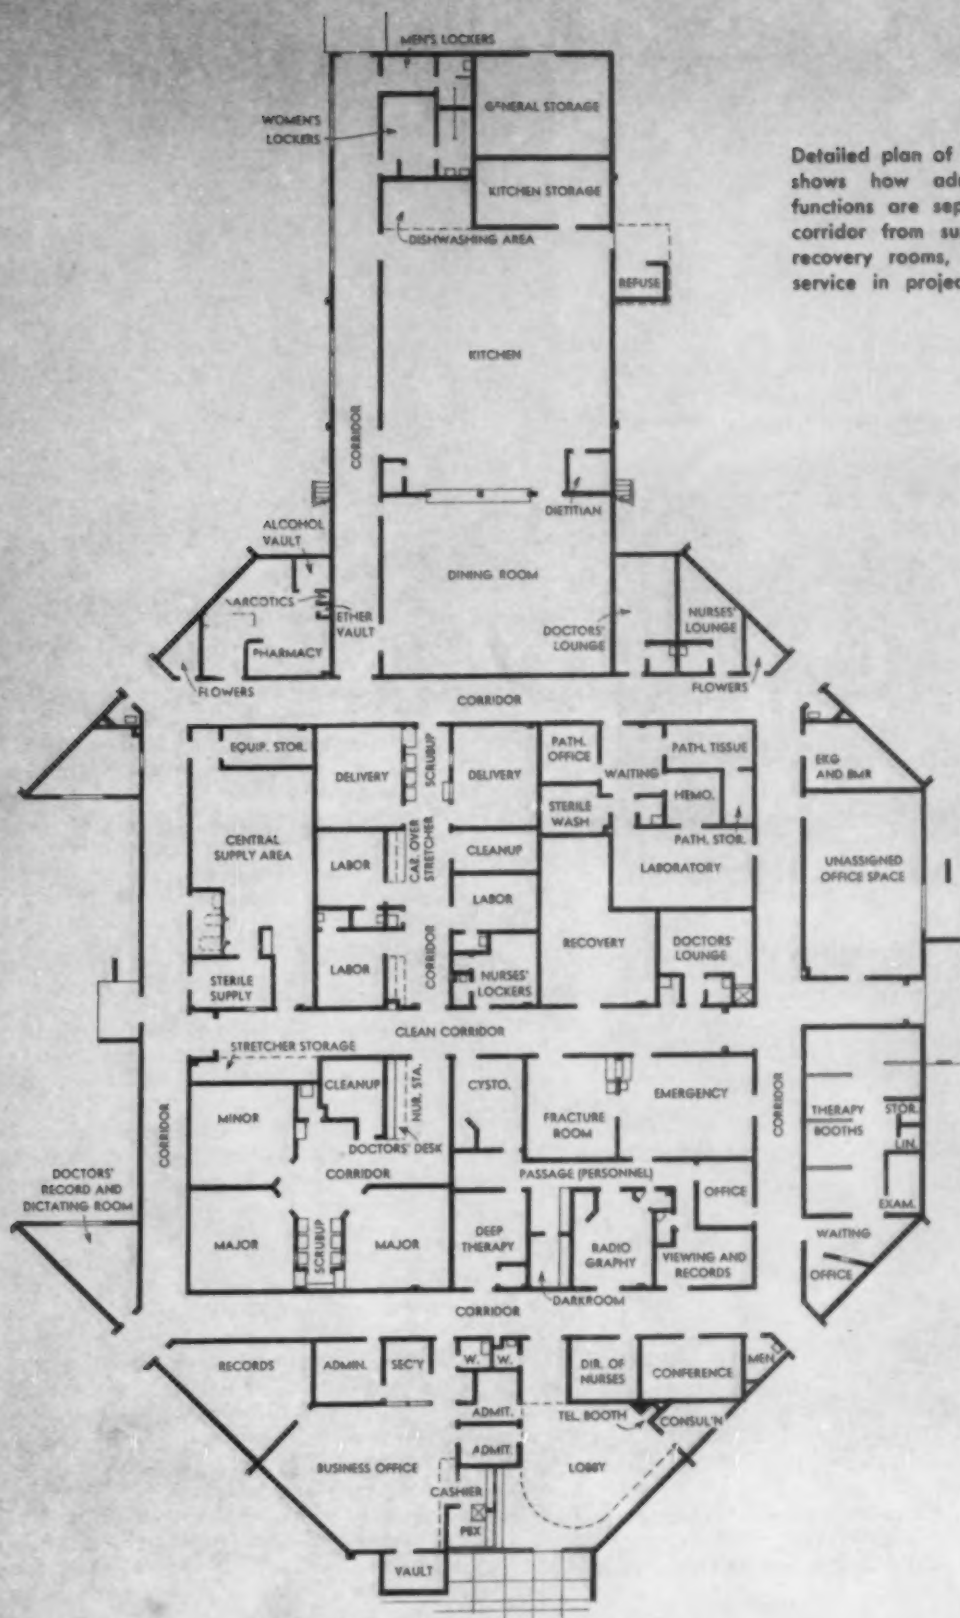 MEN'S LOCKERS
GENERAL STORAGE
WOMEN'S
LOCKERS
KITCHEN STORAGE
DISHWASHING AREA
REFUSE
Detailed plan of
shows how
functions are
corridor from
recovery rooms,
service in
KITCHEN
CORRIDOR
DIETITIAN
ALCOHOL
VAULT
DINING ROOM
NARCOTICS
ETHER
VAULT
PHARMACY
FLOWERS
DOCTORS'
LOUNGE
NURSES'
LOUNGE
FLOWERS
CORRIDOR
EQUIP. STOR.
DELIVERY
SCRUBUP
DELIVERY
PATH.
OFFICE
WAITING
PATH. TISSUE
HEMO.
STERILE
WASH
PATH. STOR.
EKG
AND BMR
CENTRAL
SUPPLY AREA
LABOR
CAB. OVER
STRETCHER
CLEANUP
LABORATORY
UNASSIGNED
OFFICE SPACE
LABOR
LABOR
CORRIDOR
RECOVERY
DOCTORS'
LOUNGE
STERILE
SUPPLY
NURSES'
LOCKERS
CLEAN CORRIDOR
STRETCHER STORAGE
CLEANUP
NUR. STA.
CYSTO.
EMERGENCY
MINOR
FRACTURE
ROOM
DOCTORS' DESK
CORRIDOR
CORRIDOR
CORRIDOR
THERAPY
BOOTHS
STOR.
LIN.
EXAM.
DOCTORS'
RECORD AND
DICTATING ROOM
PASSAGE (PERSONNEL)
OFFICE
MAJOR
SCRUBUP
MAJOR
DEEP
THERAPY
RADIO
GRAPHY
VIEWING AND
RECORDS
WAITING
OFFICE
DARKROOM
CORRIDOR
RECORDS
ADMIN.
SEC'Y
W.
W.
DIR. OF
NURSES
CONFERENCE
MEN
ADMIT.
TEL. BOOTH
CONSUL'N
ADMIT.
BUSINESS OFFICE
LOBBY
CASHIER
PBX
VAULT